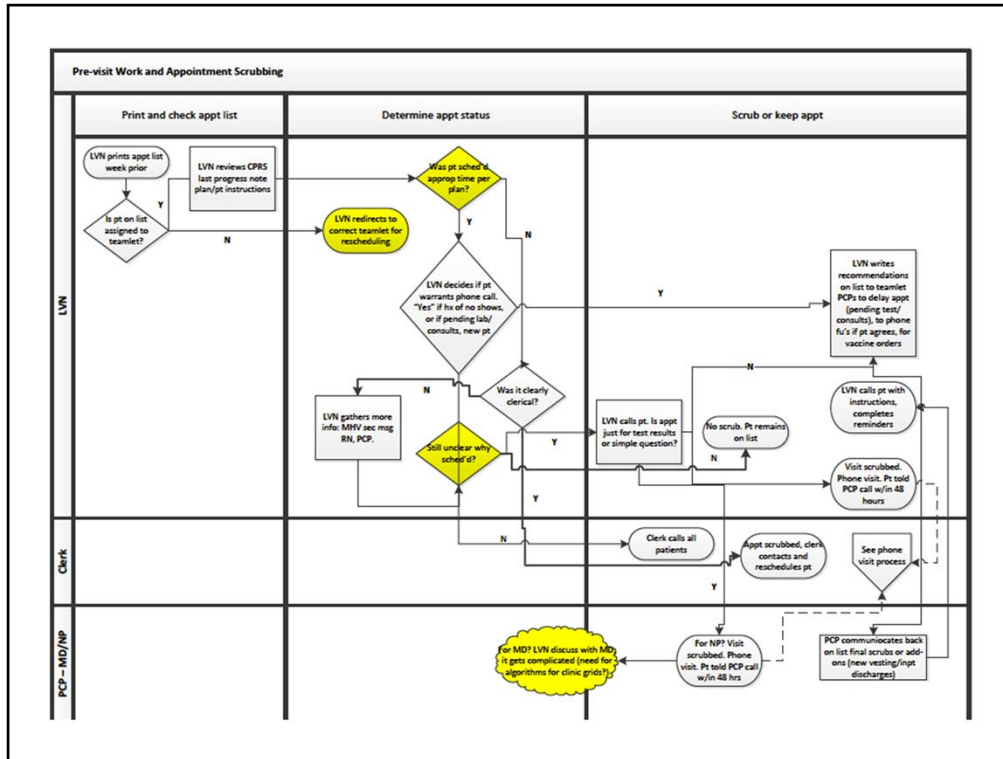 Pre-visit Work and Appointment Scrubbing
Print and check appt list
Determine appt status
Scrub or keep appt
LVN
LVN prints appt list
week prior
LVN reviews CPRS
last progress note
plan/pt instructions
Was pt sched'd
approp time per
plan?
Y
Is pt on list
assigned to
teamlet?
N
LVN redirects to
correct teamlet for
rescheduling
Y
N
LVN decides if pt
warrants phone call.
"Yes" if hx of no shows,
or if pending lab/
consults, new pt
Y
LVN writes
recommendations
on list to teamlet
PCPs to delay appt
(pending test/
consults), to phone
fu's if pt agrees, for
vaccine orders
N
N
Was it clearly
clerical?
LVN gathers more
info: MHV sec msg
RN, PCP.
Still unclear why
sched'd?
Y
LVN calls pt. Is appt
just for test results
or simple question?
No scrub. Pt remains
on list
N
LVN calls pt with
instructions,
completes
reminders
Visit scrubbed.
Phone visit. Pt told
PCP call w/in 48
hours
Y
Clerk
N
Clerk calls all
patients
Appt scrubbed, clerk
contacts and
reschedules pt
See phone
visit process
Y
PCP – MD/NP
For MD? LVN discuss with MD,
it gets complicated (need for
algorithms for clinic grids?)
For NP? Visit
scrubbed. Phone
visit. Pt told PCP call
w/in 48 hrs
PCP communiocates back
on list final scrubs or add-
ons (new vesting/inpt
discharges)